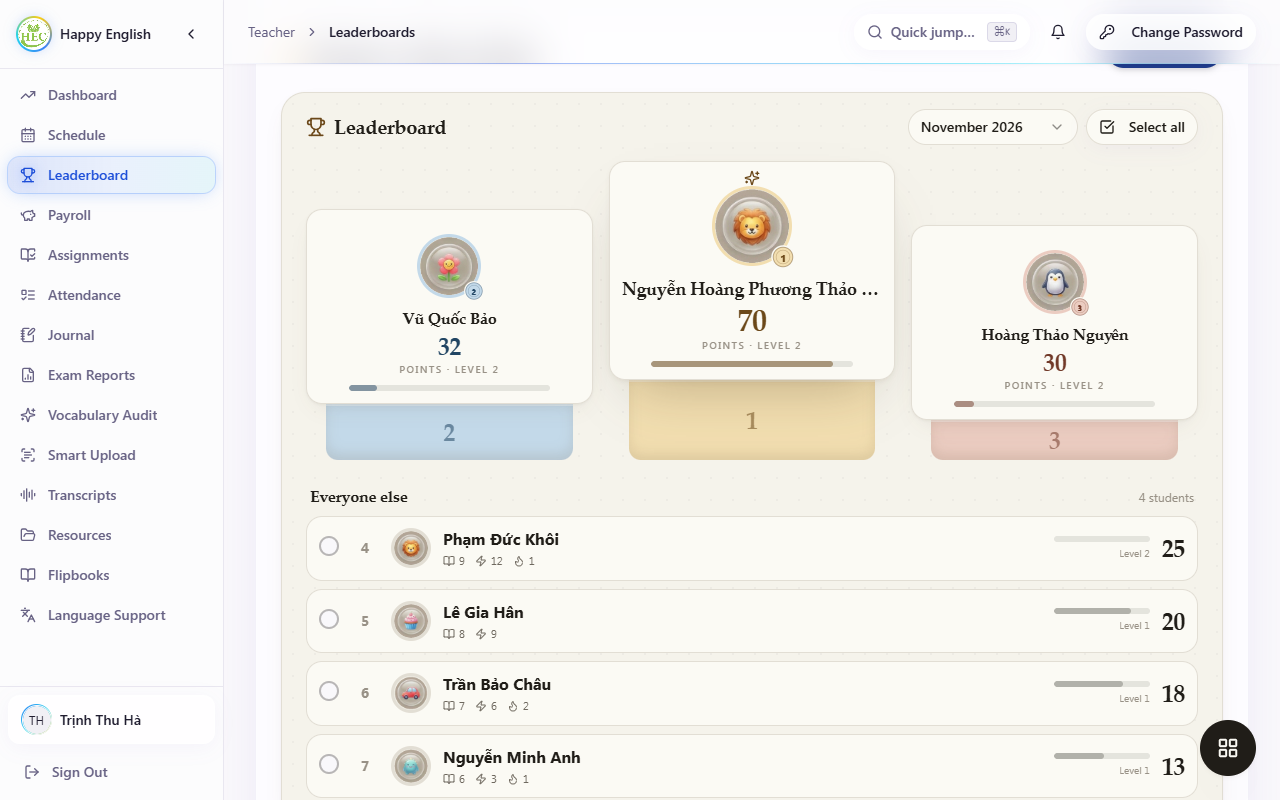 HEC
Happy English
Teacher
Leaderboards
Quick jump...
⌘K
Change Password
Dashboard
Schedule
Leaderboard
Payroll
Assignments
Attendance
Journal
Exam Reports
Vocabulary Audit
Smart Upload
Transcripts
Resources
Flipbooks
Language Support
TH
Trịnh Thu Hà
Sign Out
Leaderboard
November 2026
Select all
2
Vũ Quốc Bảo
32
POINTS · LEVEL 2
2
1
Nguyễn Hoàng Phương Thảo ...
70
POINTS · LEVEL 2
1
3
Hoàng Thảo Nguyên
30
POINTS · LEVEL 2
3
Everyone else
4 students
4
Phạm Đức Khôi
9 12 1
Level 2
25
5
Lê Gia Hân
8 9
Level 1
20
6
Trần Bảo Châu
7 6 2
Level 1
18
7
Nguyễn Minh Anh
6 3 1
Level 1
13